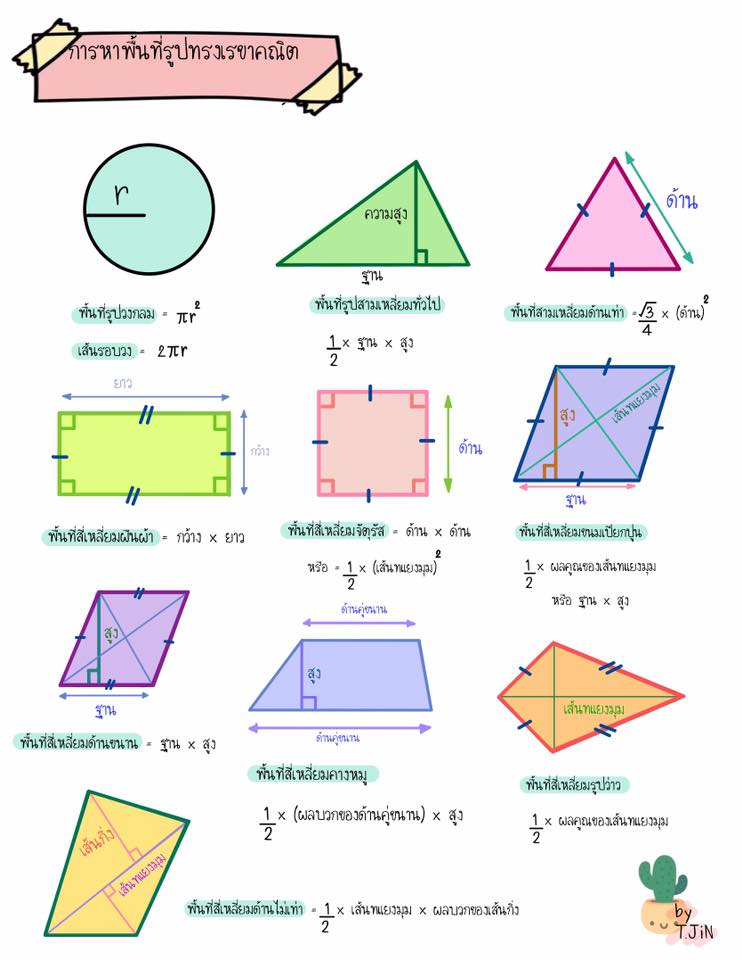 การหาพื้นที่รูปทรงเรขาคณิต
r
พื้นที่รูปวงกลม = πr²
เส้นรอบวง = 2πr
ความสูง
ฐาน
พื้นที่รูปสามเหลี่ยมทั่วไป
1/2 x ฐาน x สูง
ด้าน
พื้นที่สามเหลี่ยมด้านเท่า = √3/4 x (ด้าน)²
ยาว
กว้าง
พื้นที่สี่เหลี่ยมผืนผ้า = กว้าง x ยาว
ด้าน
พื้นที่สี่เหลี่ยมจัตุรัส = ด้าน x ด้าน
หรือ = 1/2 x (เส้นทแยงมุม)²
สูง
เส้นทแยงมุม
ฐาน
พื้นที่สี่เหลี่ยมขนมเปียกปูน
1/2 x ผลคูณของเส้นทแยงมุม
หรือ ฐาน x สูง
สูง
ฐาน
พื้นที่สี่เหลี่ยมด้านขนาน = ฐาน x สูง
ด้านคู่ขนาน
สูง
ด้านคู่ขนาน
พื้นที่สี่เหลี่ยมคางหมู
1/2 x (ผลบวกของด้านคู่ขนาน) x สูง
เส้นทแยงมุม
พื้นที่สี่เหลี่ยมรูปว่าว
1/2 x ผลคูณของเส้นทแยงมุม
เส้นกิ่ง
เส้นทแยงมุม
พื้นที่สี่เหลี่ยมด้านไม่เท่า = 1/2 x เส้นทแยงมุม x ผลบวกของเส้นกิ่ง
by
T.JiN